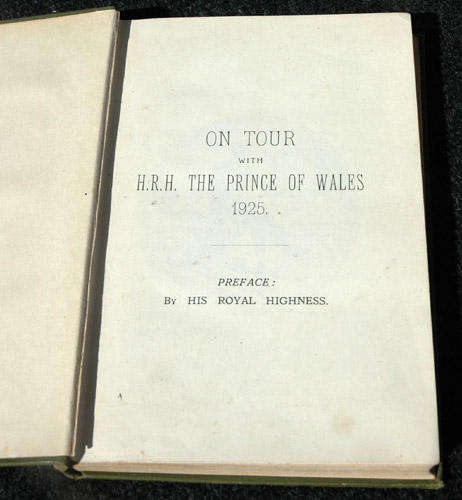 ON TOUR
WITH
H.R.H. THE PRINCE OF WALES
1925.
PREFACE:
BY HIS ROYAL HIGHNESS.